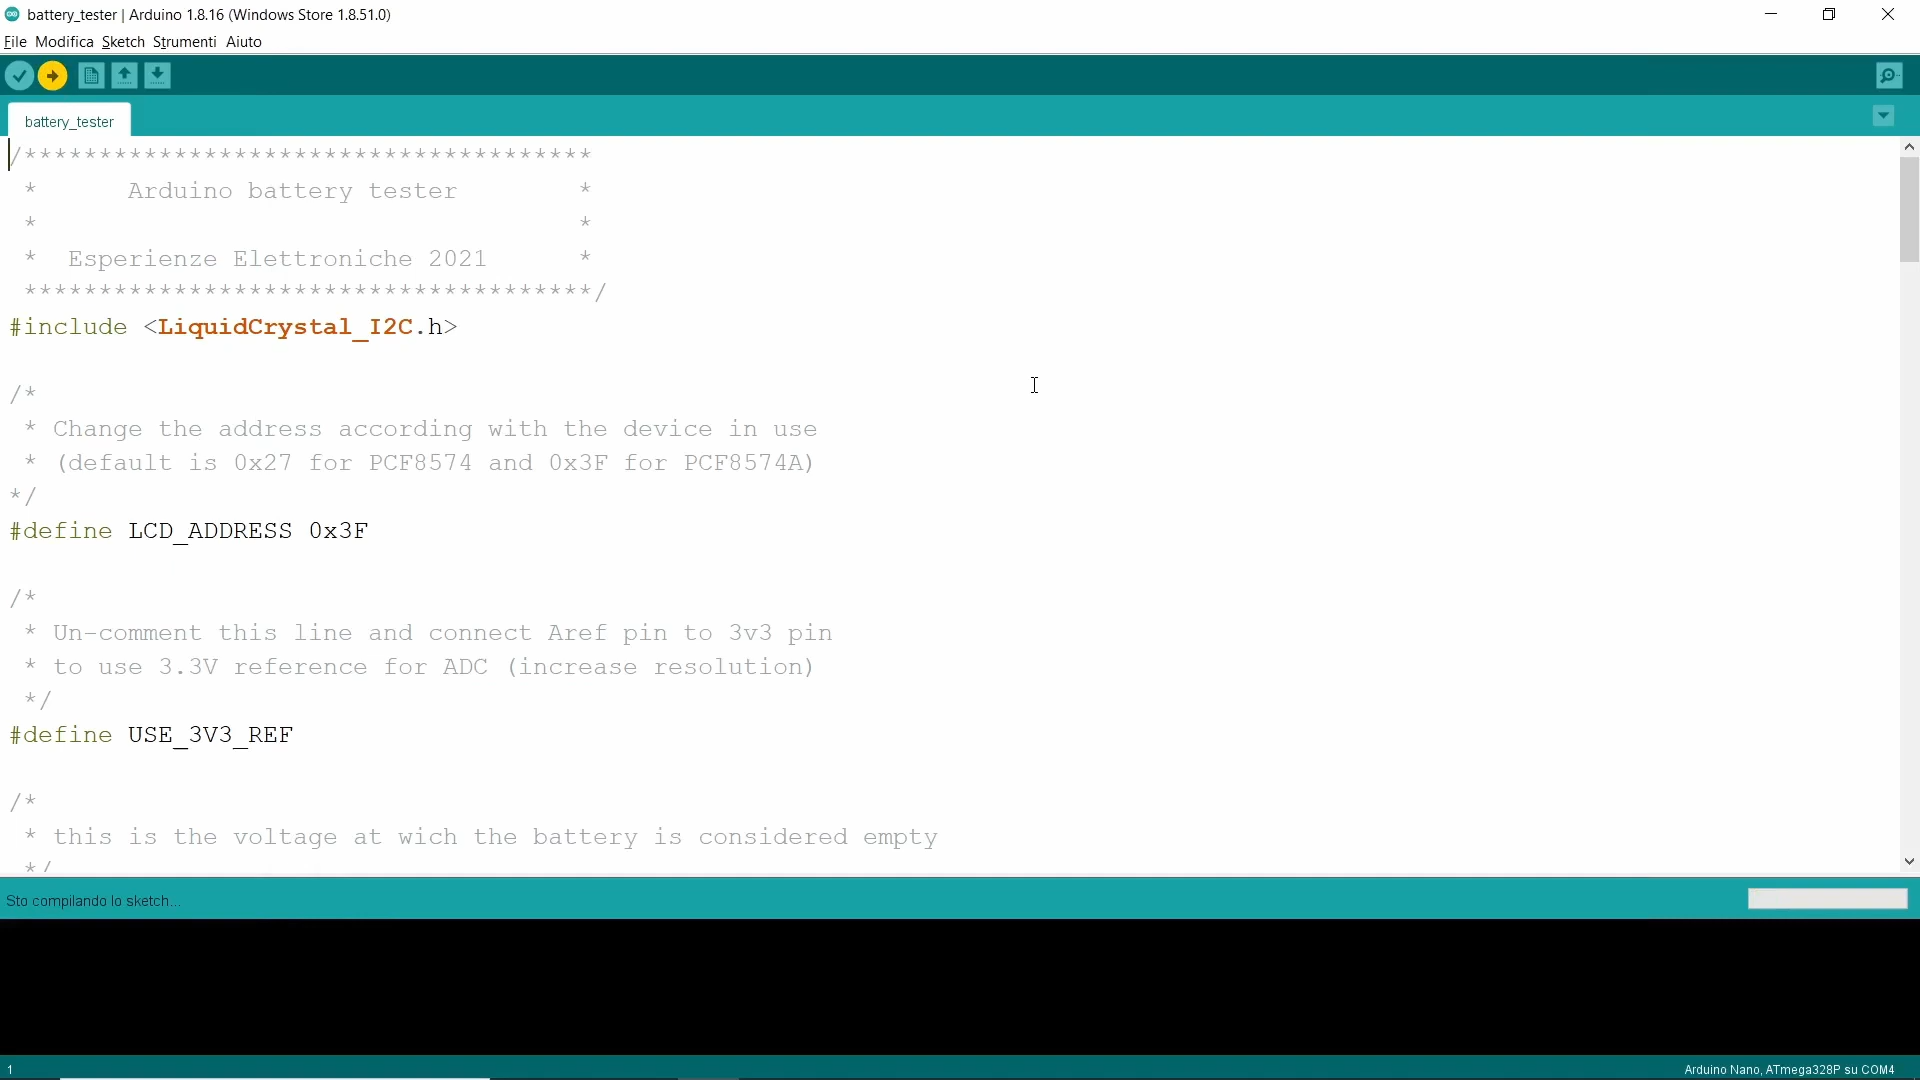 battery_tester | Arduino 1.8.16 (Windows Store 1.8.51.0)
File Modifica Sketch Strumenti Aiuto
battery_tester
/**************************************
 *      Arduino battery tester        *
 *                                    *
 *  Esperienze Elettroniche 2021      *
 **************************************/
#include <LiquidCrystal_I2C.h>
/*
 * Change the address according with the device in use
 * (default is 0x27 for PCF8574 and 0x3F for PCF8574A)
*/
#define LCD_ADDRESS 0x3F
/*
 * Un-comment this line and connect Aref pin to 3v3 pin
 * to use 3.3V reference for ADC (increase resolution)
 */
#define USE_3V3_REF
/*
 * this is the voltage at wich the battery is considered empty
 */
Sto compilando lo sketch...
1
Arduino Nano, ATmega328P su COM4